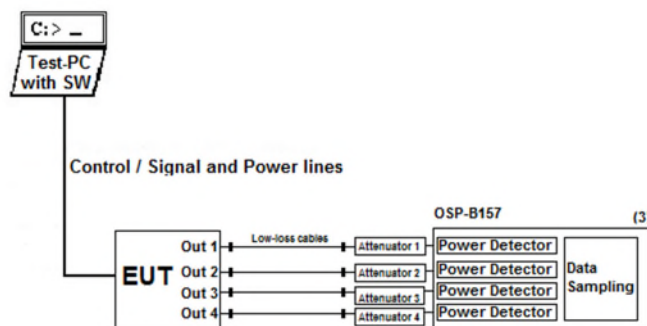 C:> _
Test-PC
with SW
Control / Signal and Power lines
OSP-B157
(3
EUT
Out 1
Low-loss cables
Attenuator 1
Power Detector
Out 2
Attenuator 2
Power Detector
Out 3
Attenuator 3
Power Detector
Out 4
Attenuator 4
Power Detector
Data
Sampling